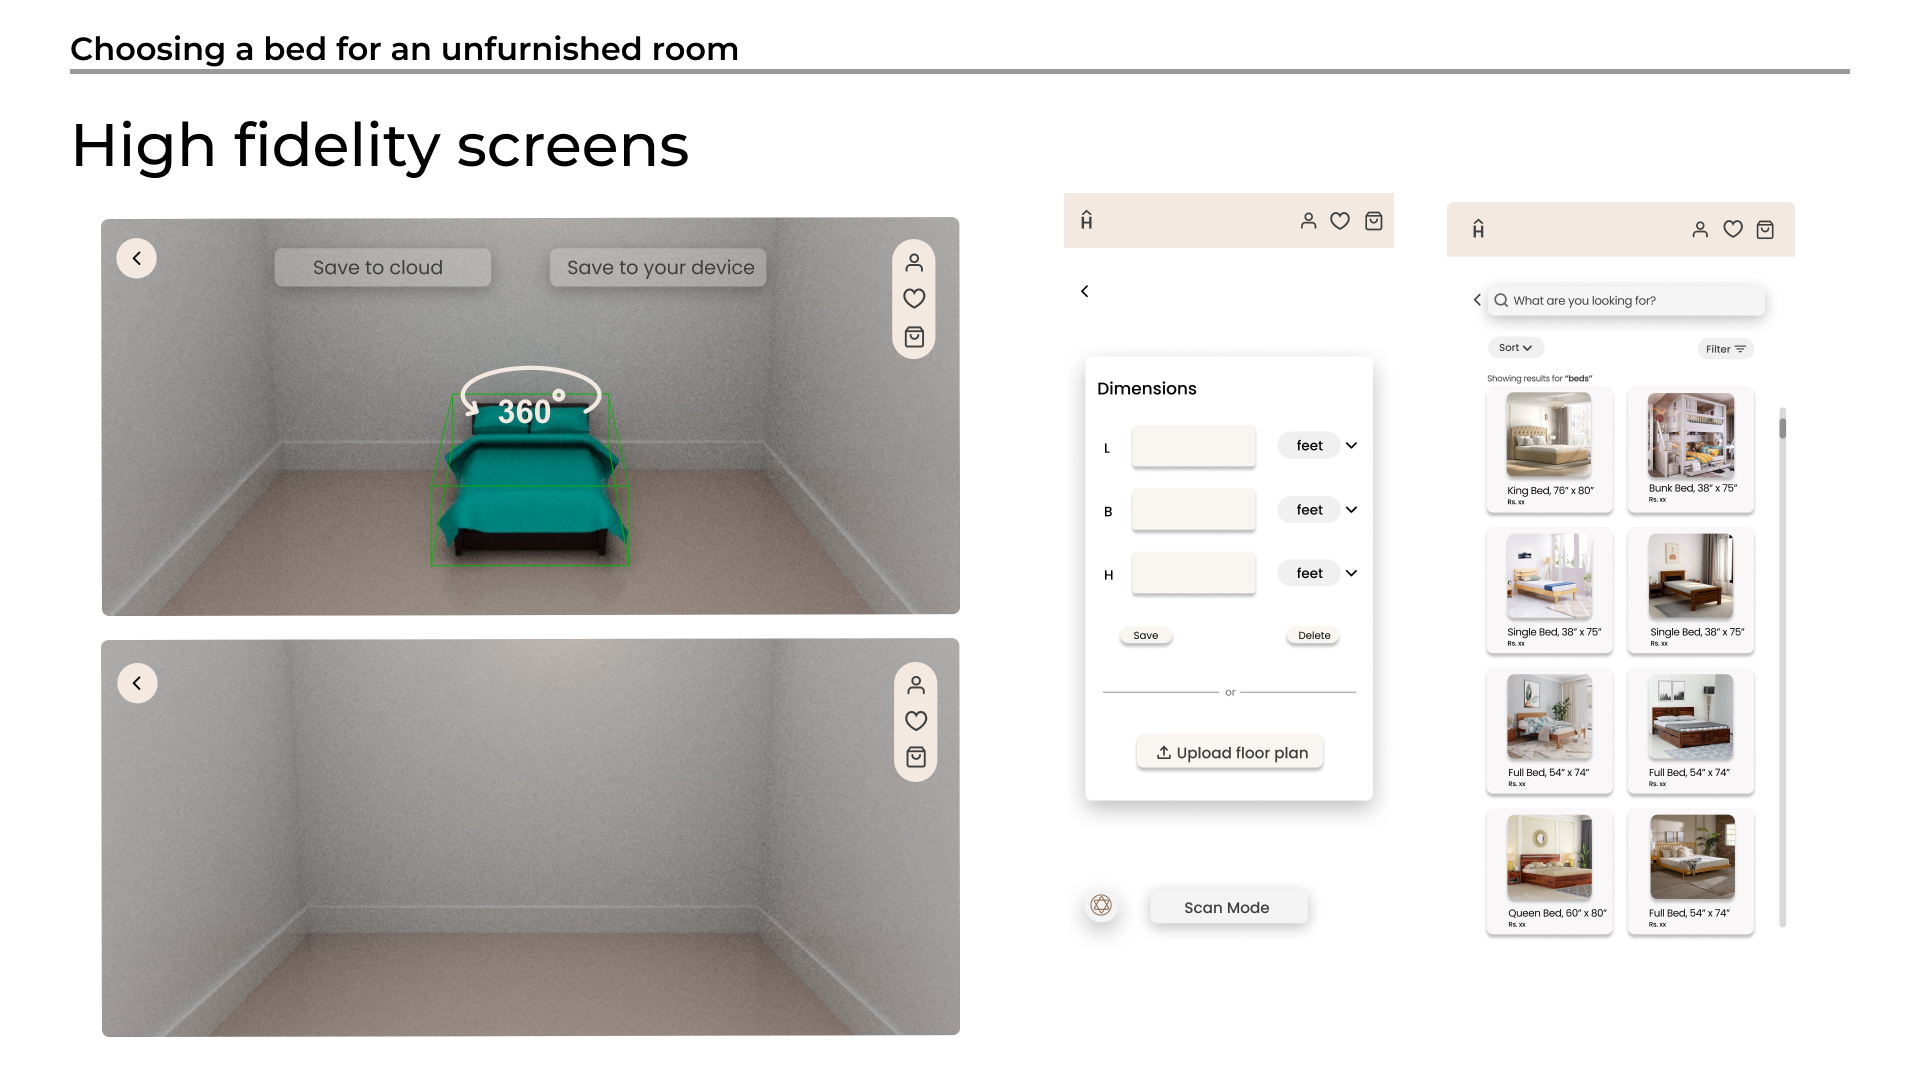 Choosing a bed for an unfurnished room
High fidelity screens
Save to cloud
Save to your device
360°
Ĥ
Dimensions
L
feet
B
feet
H
feet
Save
Delete
or
Upload floor plan
Scan Mode
Ĥ
What are you looking for?
Sort
Filter
Showing results for “beds”
King Bed, 76” x 80”
Rs. xx
Bunk Bed, 38” x 75”
Rs. xx
Single Bed, 38” x 75”
Rs. xx
Single Bed, 38” x 75”
Rs. xx
Full Bed, 54” x 74”
Rs. xx
Full Bed, 54” x 74”
Rs. xx
Queen Bed, 60” x 80”
Rs. xx
Full Bed, 54” x 74”
Rs. xx